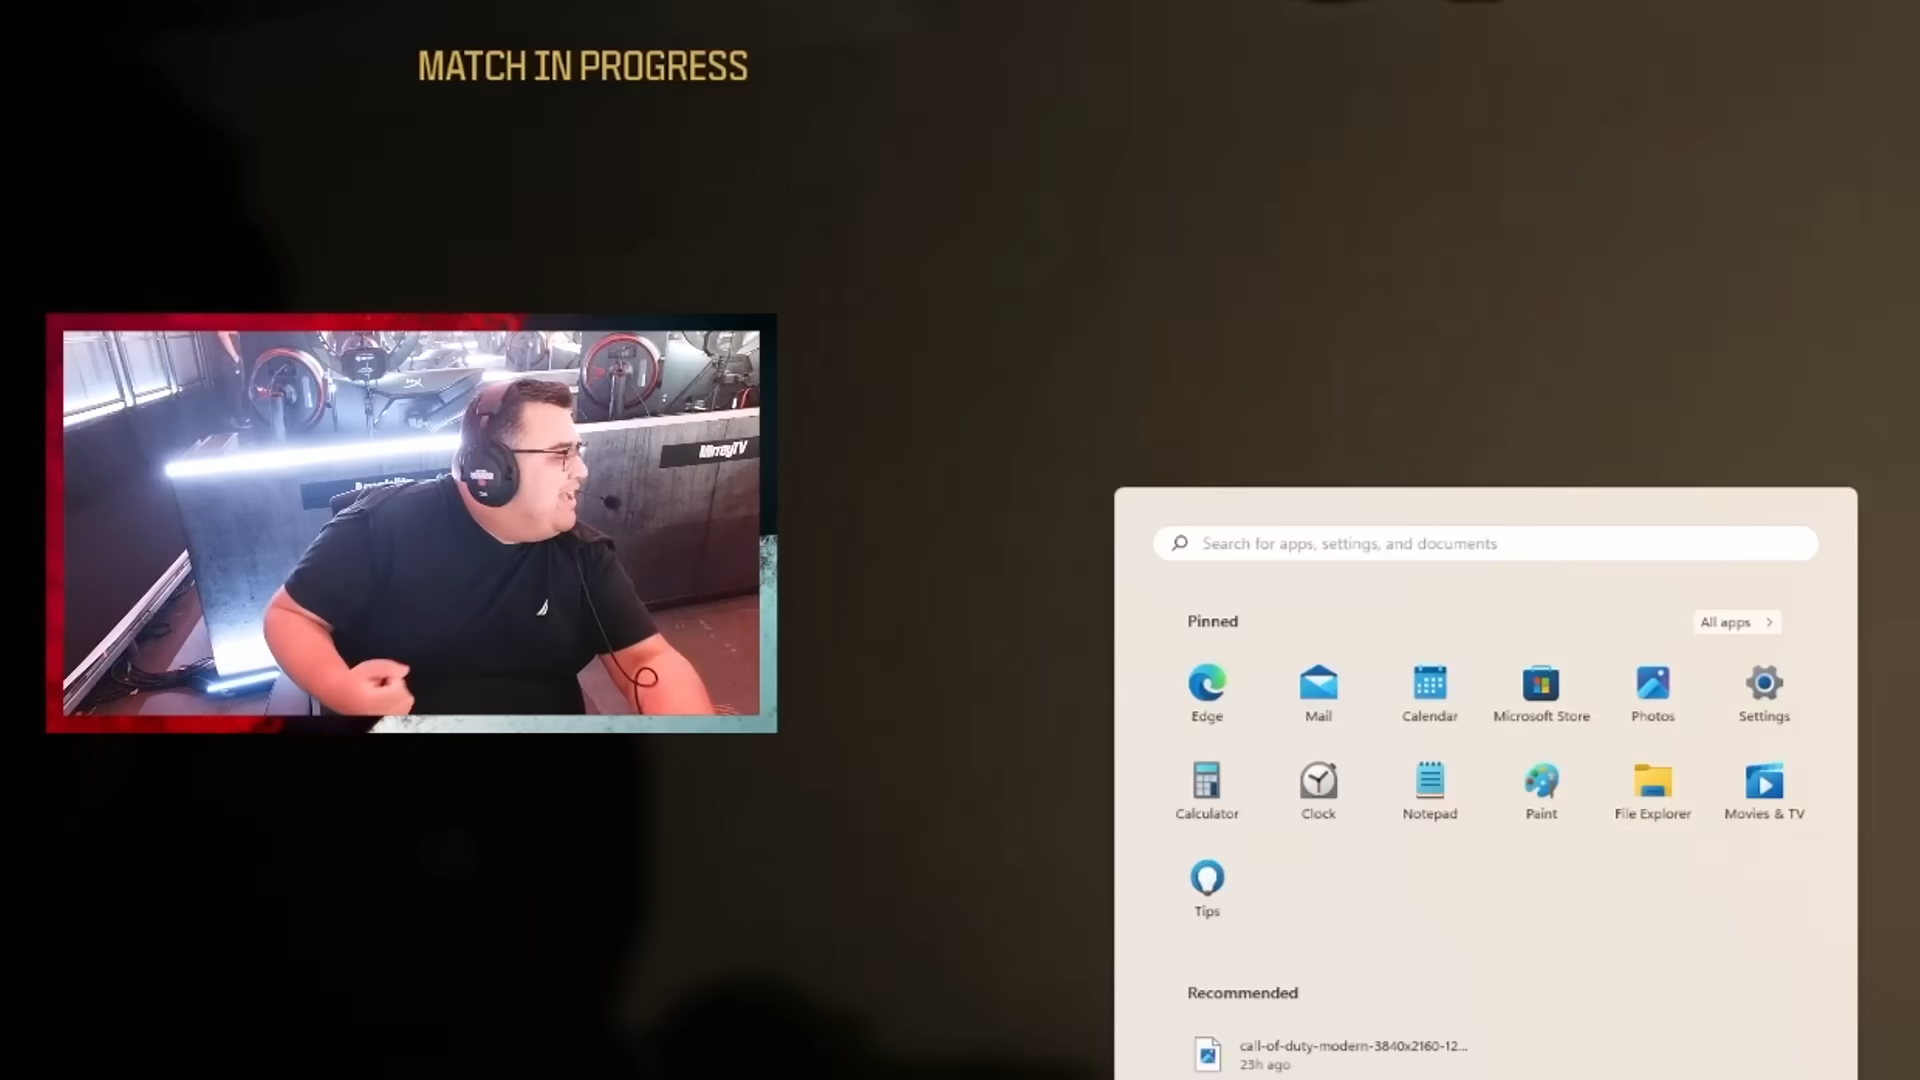 MATCH IN PROGRESS
MirrayTV
Search for apps, settings, and documents
Pinned
All apps
Edge
Mail
Calendar
Microsoft Store
Photos
Settings
Calculator
Clock
Notepad
Paint
File Explorer
Movies & TV
Tips
Recommended
call-of-duty-modern-3840x2160-12...
23h ago